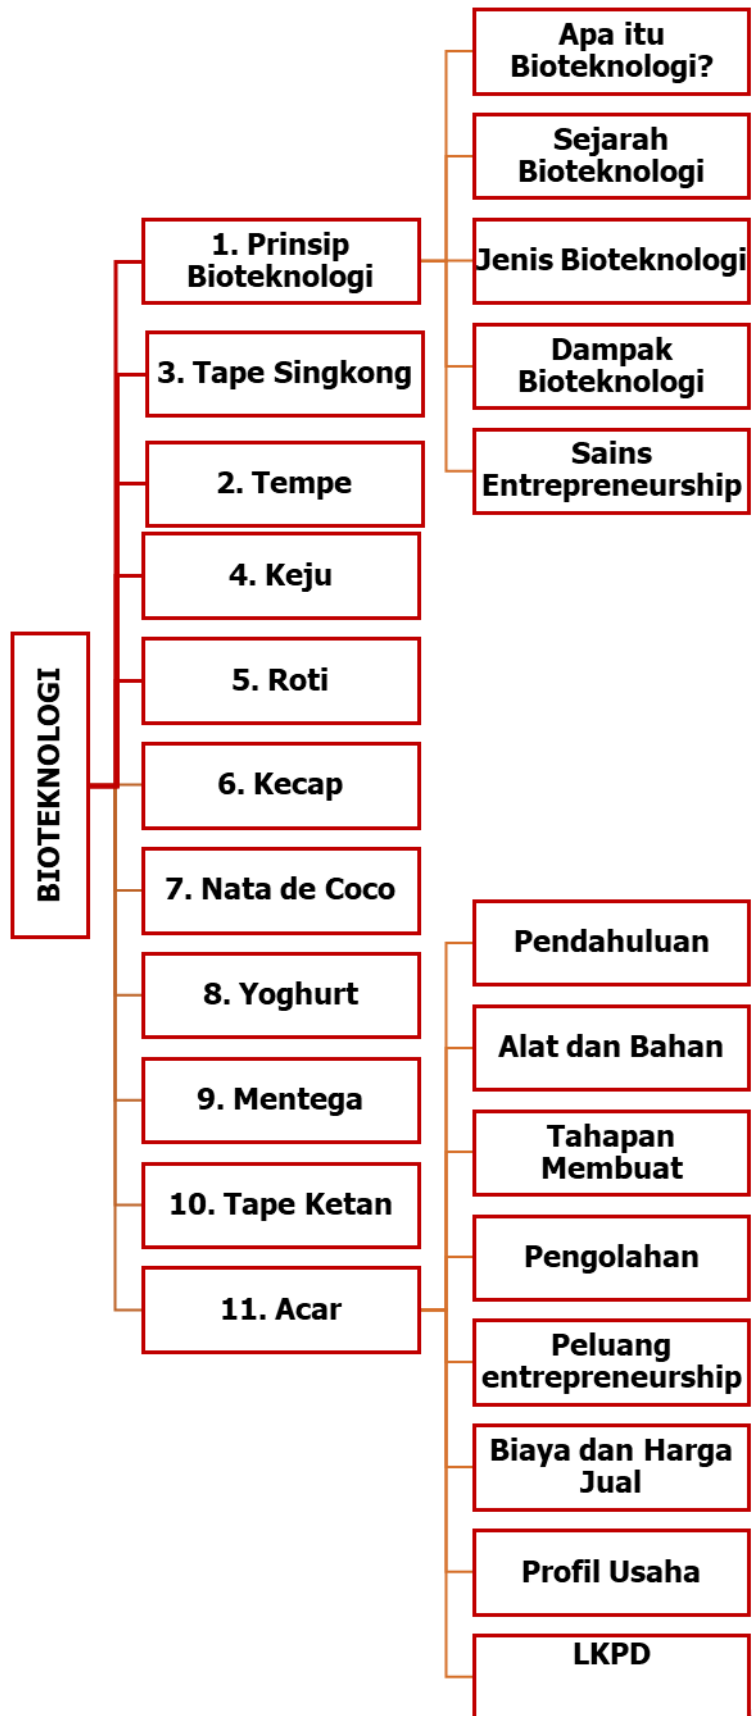 BIOTEKNOLOGI
1. Prinsip
Bioteknologi
Apa itu
Bioteknologi?
Sejarah
Bioteknologi
Jenis Bioteknologi
Dampak
Bioteknologi
Sains
Entrepreneurship
3. Tape Singkong
2. Tempe
4. Keju
5. Roti
6. Kecap
7. Nata de Coco
8. Yoghurt
9. Mentega
10. Tape Ketan
11. Acar
Pendahuluan
Alat dan Bahan
Tahapan
Membuat
Pengolahan
Peluang
entrepreneurship
Biaya dan Harga
Jual
Profil Usaha
LKPD